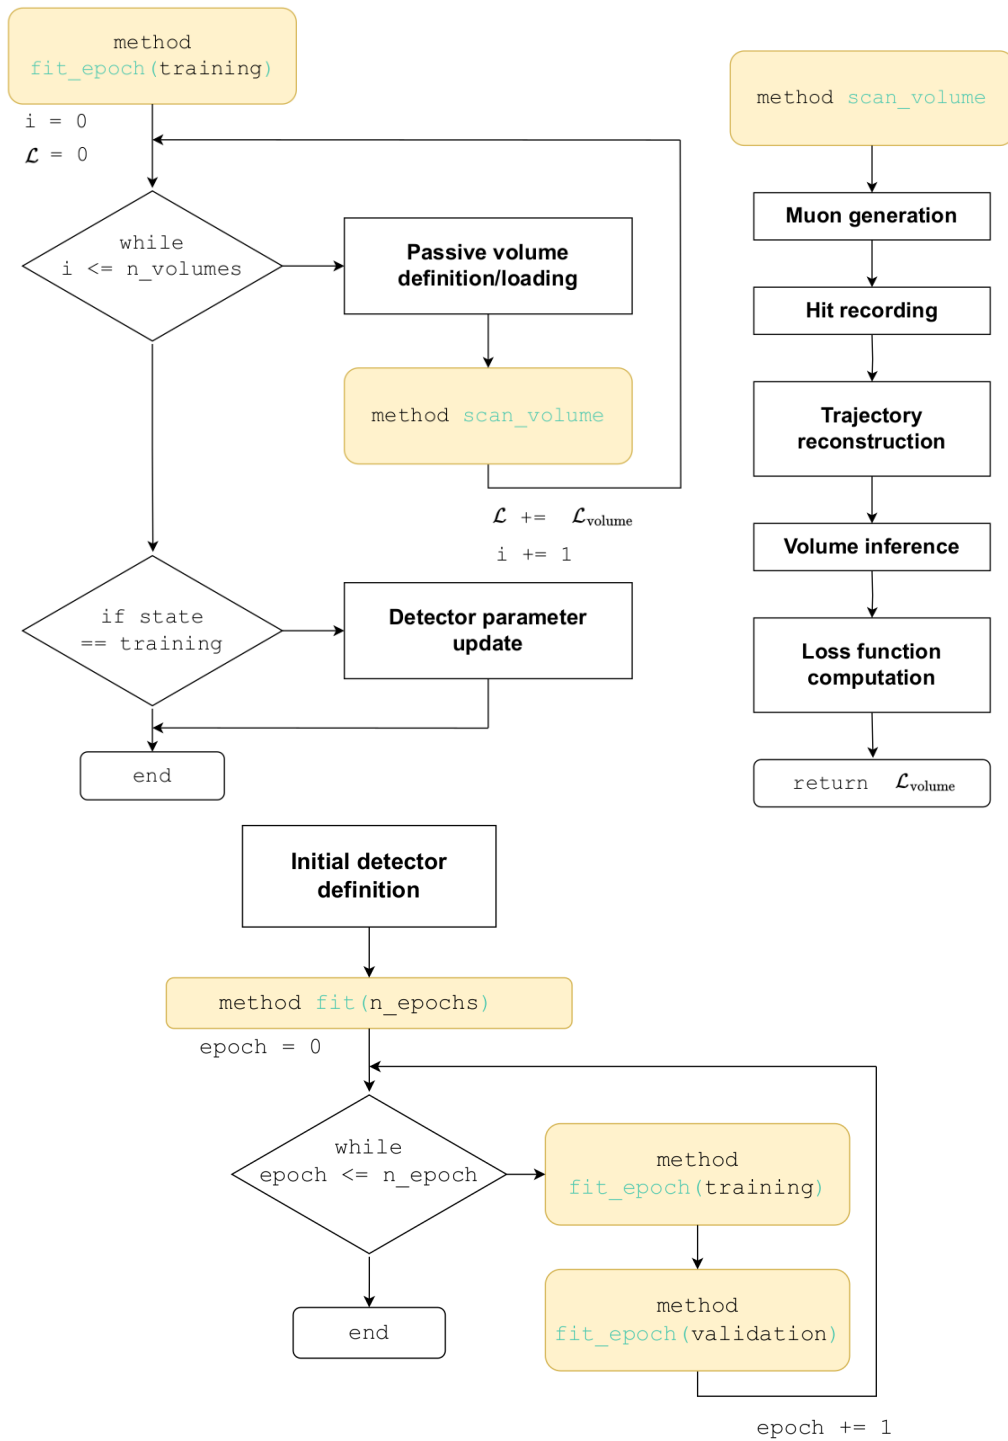 method
fit_epoch(training)
i = 0
ℒ = 0
while
i <= n_volumes
Passive volume
definition/loading
method scan_volume
ℒ += ℒvolume
i += 1
if state
== training
Detector parameter
update
end
method scan_volume
Muon generation
Hit recording
Trajectory
reconstruction
Volume inference
Loss function
computation
return ℒvolume
Initial detector
definition
method fit(n_epochs)
epoch = 0
while
epoch <= n_epoch
method
fit_epoch(training)
method
fit_epoch(validation)
end
epoch += 1